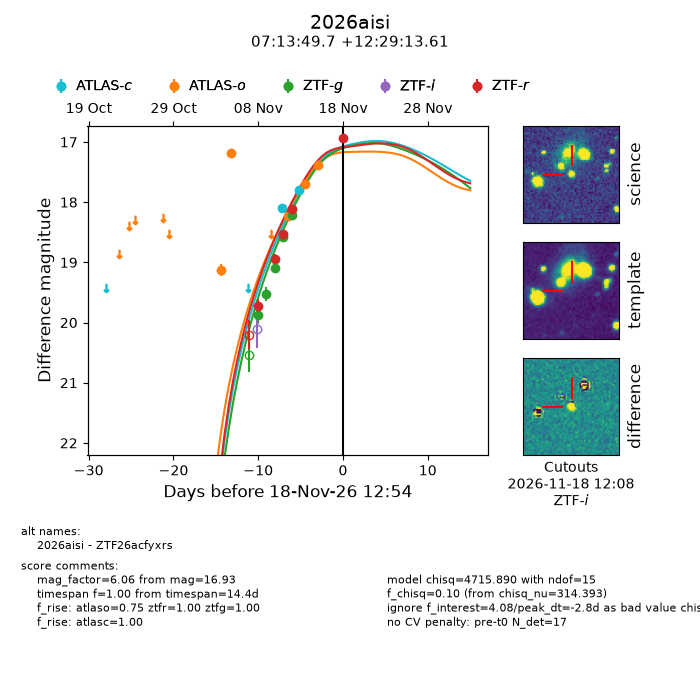 2026aisi
07:13:49.7 +12:29:13.61
ATLAS-c ATLAS-o ZTF-g ZTF-i ZTF-r
19 Oct 29 Oct 08 Nov 18 Nov 28 Nov
17
18
19
20
21
22
Difference magnitude
−30 −20 −10 0 10
Days before 18-Nov-26 12:54
science
template
difference
Cutouts
2026-11-18 12:08
ZTF-i
alt names:
2026aisi - ZTF26acfyxrs
score comments:
mag_factor=6.06 from mag=16.93
timespan f=1.00 from timespan=14.4d
f_rise: atlaso=0.75 ztfr=1.00 ztfg=1.00
f_rise: atlasc=1.00
model chisq=4715.890 with ndof=15
f_chisq=0.10 (from chisq_nu=314.393)
ignore f_interest=4.08/peak_dt=-2.8d as bad value chis
no CV penalty: pre-t0 N_det=17